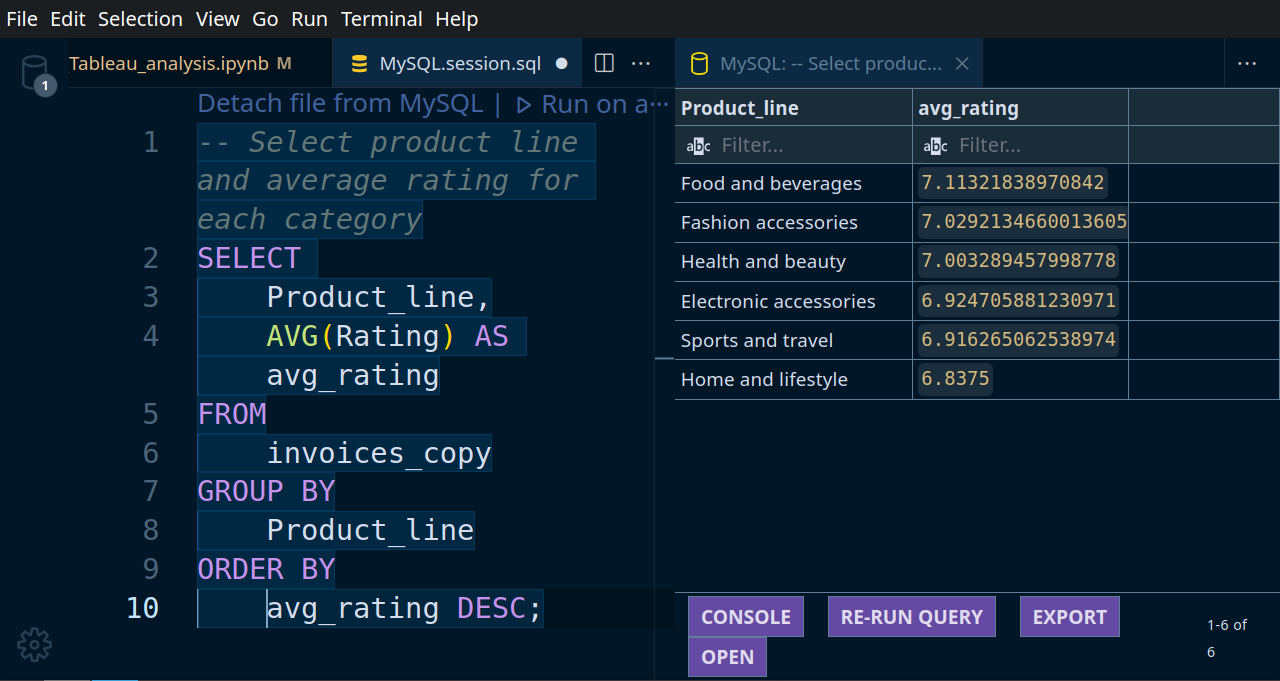 File Edit Selection View Go Run Terminal Help
1 Tableau_analysis.ipynb M MySQL.session.sql MySQL: -- Select produc...
Detach file from MySQL | Run on a
1 -- Select product line
and average rating for
each category
2 SELECT
3 Product_line,
4 AVG(Rating) AS
avg_rating
5 FROM
6 invoices_copy
7 GROUP BY
8 Product_line
9 ORDER BY
10 avg_rating DESC;
Product_line avg_rating
abc Filter... abc Filter...
Food and beverages 7.11321838970842
Fashion accessories 7.0292134660013605
Health and beauty 7.003289457998778
Electronic accessories 6.924705881230971
Sports and travel 6.916265062538974
Home and lifestyle 6.8375
CONSOLE RE-RUN QUERY EXPORT
OPEN
1-6 of
6